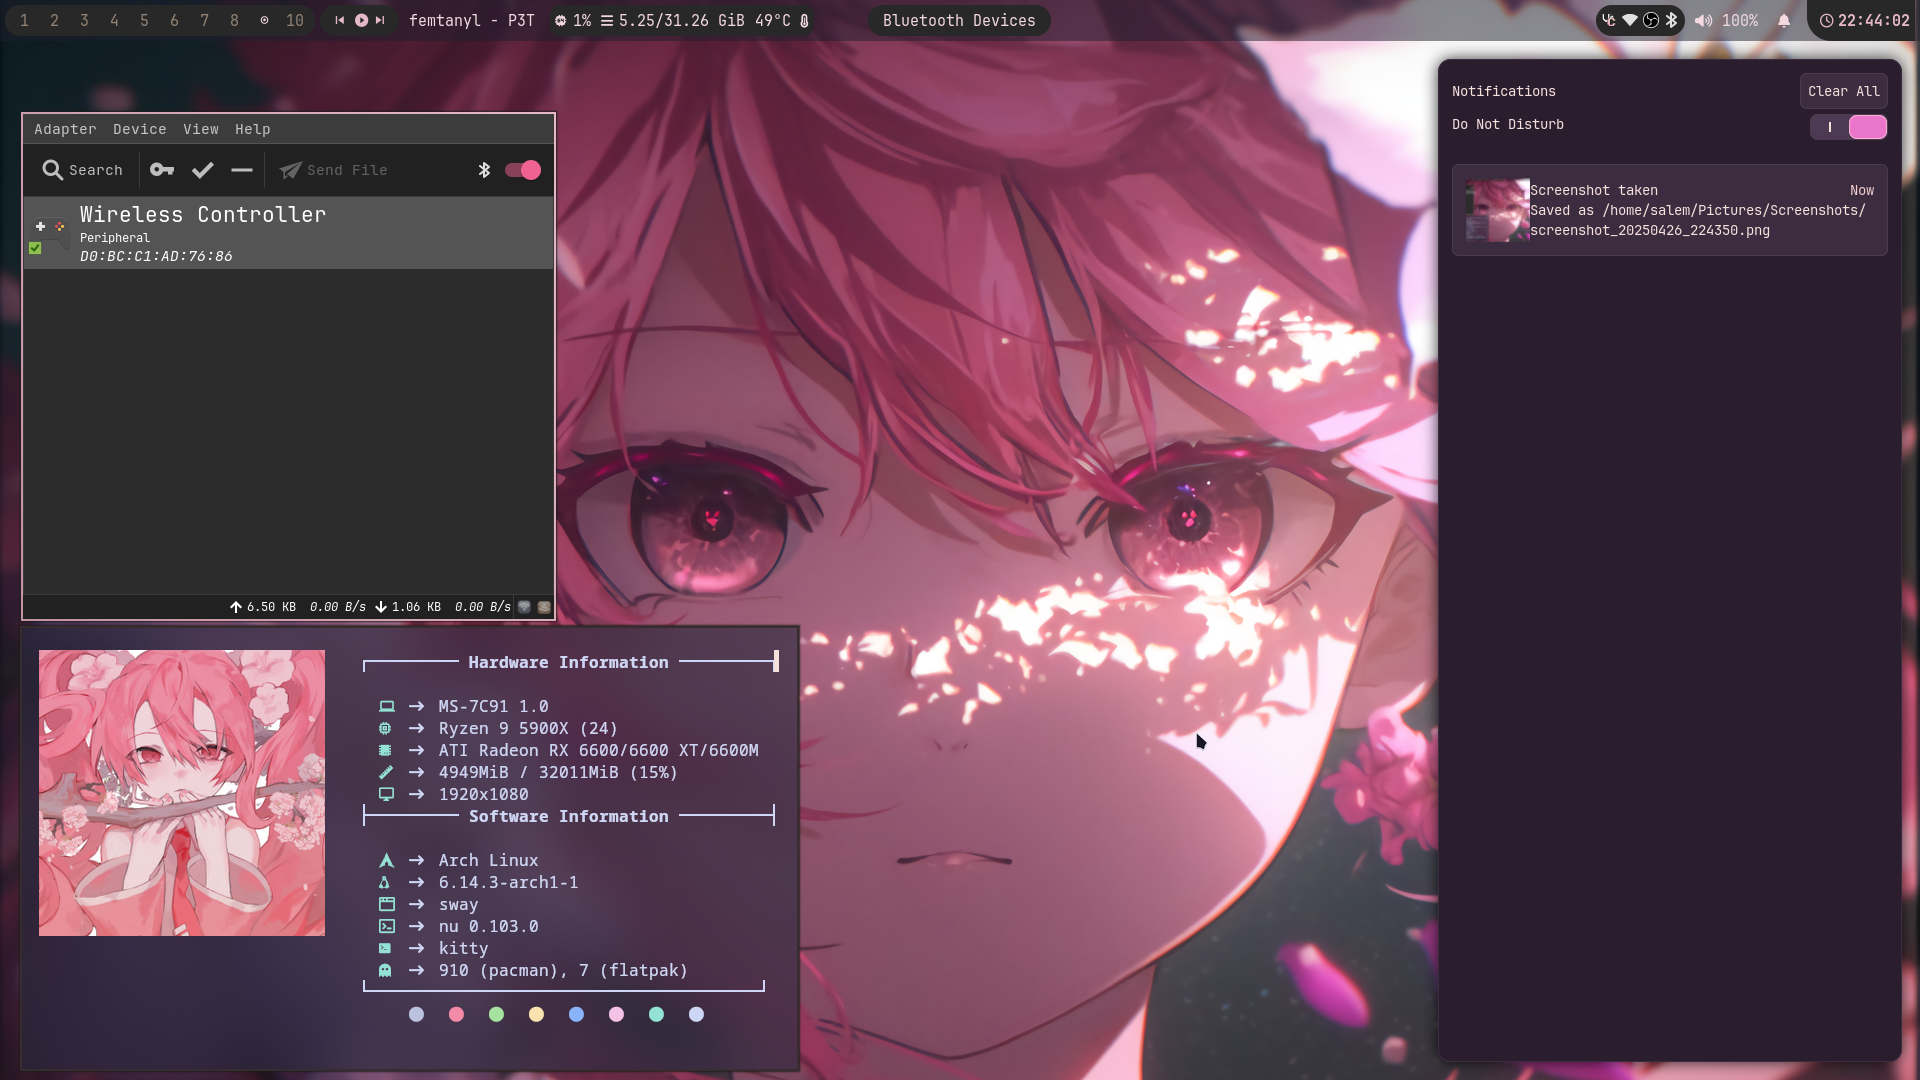 1 2 3 4 5 6 7 8 10 femtanyl - P3T 1% 5.25/31.26 GiB 49°C Bluetooth Devices 100% 22:44:02
Adapter Device View Help
Search Send File
Wireless Controller
Peripheral
D0:BC:C1:AD:76:86
6.50 KB 0.00 B/s 1.06 KB 0.00 B/s
Hardware Information
MS-7C91 1.0
Ryzen 9 5900X (24)
ATI Radeon RX 6600/6600 XT/6600M
4949MiB / 32011MiB (15%)
1920x1080
Software Information
Arch Linux
6.14.3-arch1-1
sway
nu 0.103.0
kitty
910 (pacman), 7 (flatpak)
Notifications Clear All
Do Not Disturb
Screenshot taken Now
Saved as /home/salem/Pictures/Screenshots/
screenshot_20250426_224350.png